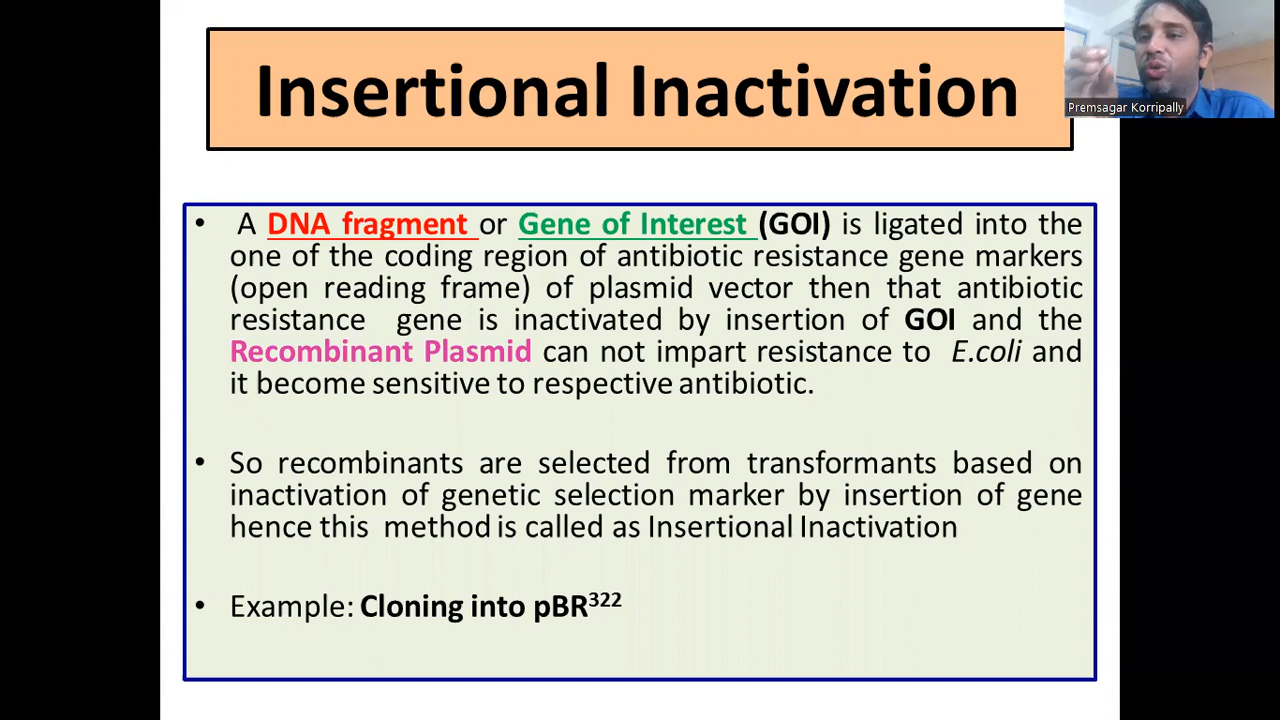 Insertional Inactivation
Premsagar Korripally
• A DNA fragment or Gene of Interest (GOI) is ligated into the
one of the coding region of antibiotic resistance gene markers
(open reading frame) of plasmid vector then that antibiotic
resistance gene is inactivated by insertion of GOI and the
Recombinant Plasmid can not impart resistance to E.coli and
it become sensitive to respective antibiotic.
• So recombinants are selected from transformants based on
inactivation of genetic selection marker by insertion of gene
hence this method is called as Insertional Inactivation
• Example: Cloning into pBR³²²